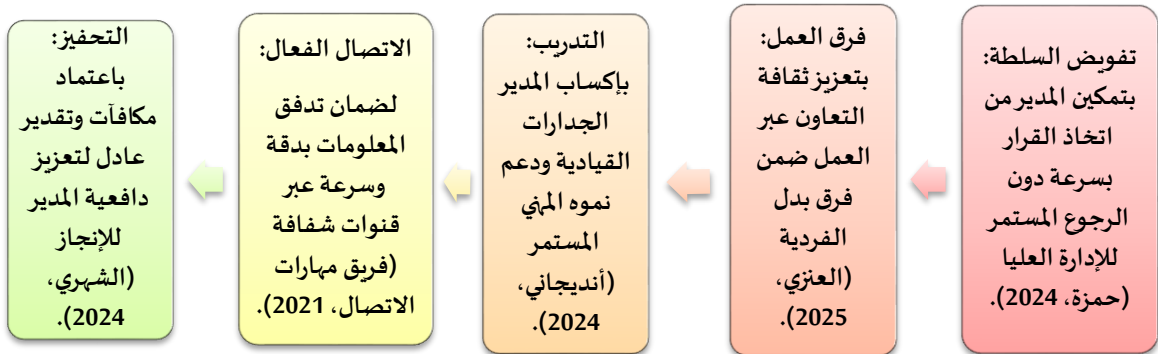 تفويض السلطة:
بتمكين المدير من
اتخاذ القرار
بسرعة دون
الرجوع المستمر
للإدارة العليا
(حمزة، 2024).
فرق العمل:
بتعزيز ثقافة
التعاون عبر
العمل ضمن
فرق بدل
الفردية
(العنزي،
2025).
التدريب:
بإكساب المدير
الجدارات
القيادية ودعم
نموه المهني
المستمر
(أنديجاني،
2024).
الاتصال الفعال:
لضمان تدفق
المعلومات بدقة
وسرعة عبر
قنوات شفافة
(فريق مهارات
الاتصال، 2021).
التحفيز:
باعتماد
مكافآت وتقدير
عادل لتعزيز
دافعية المدير
للإنجاز
(الشهري،
2024).